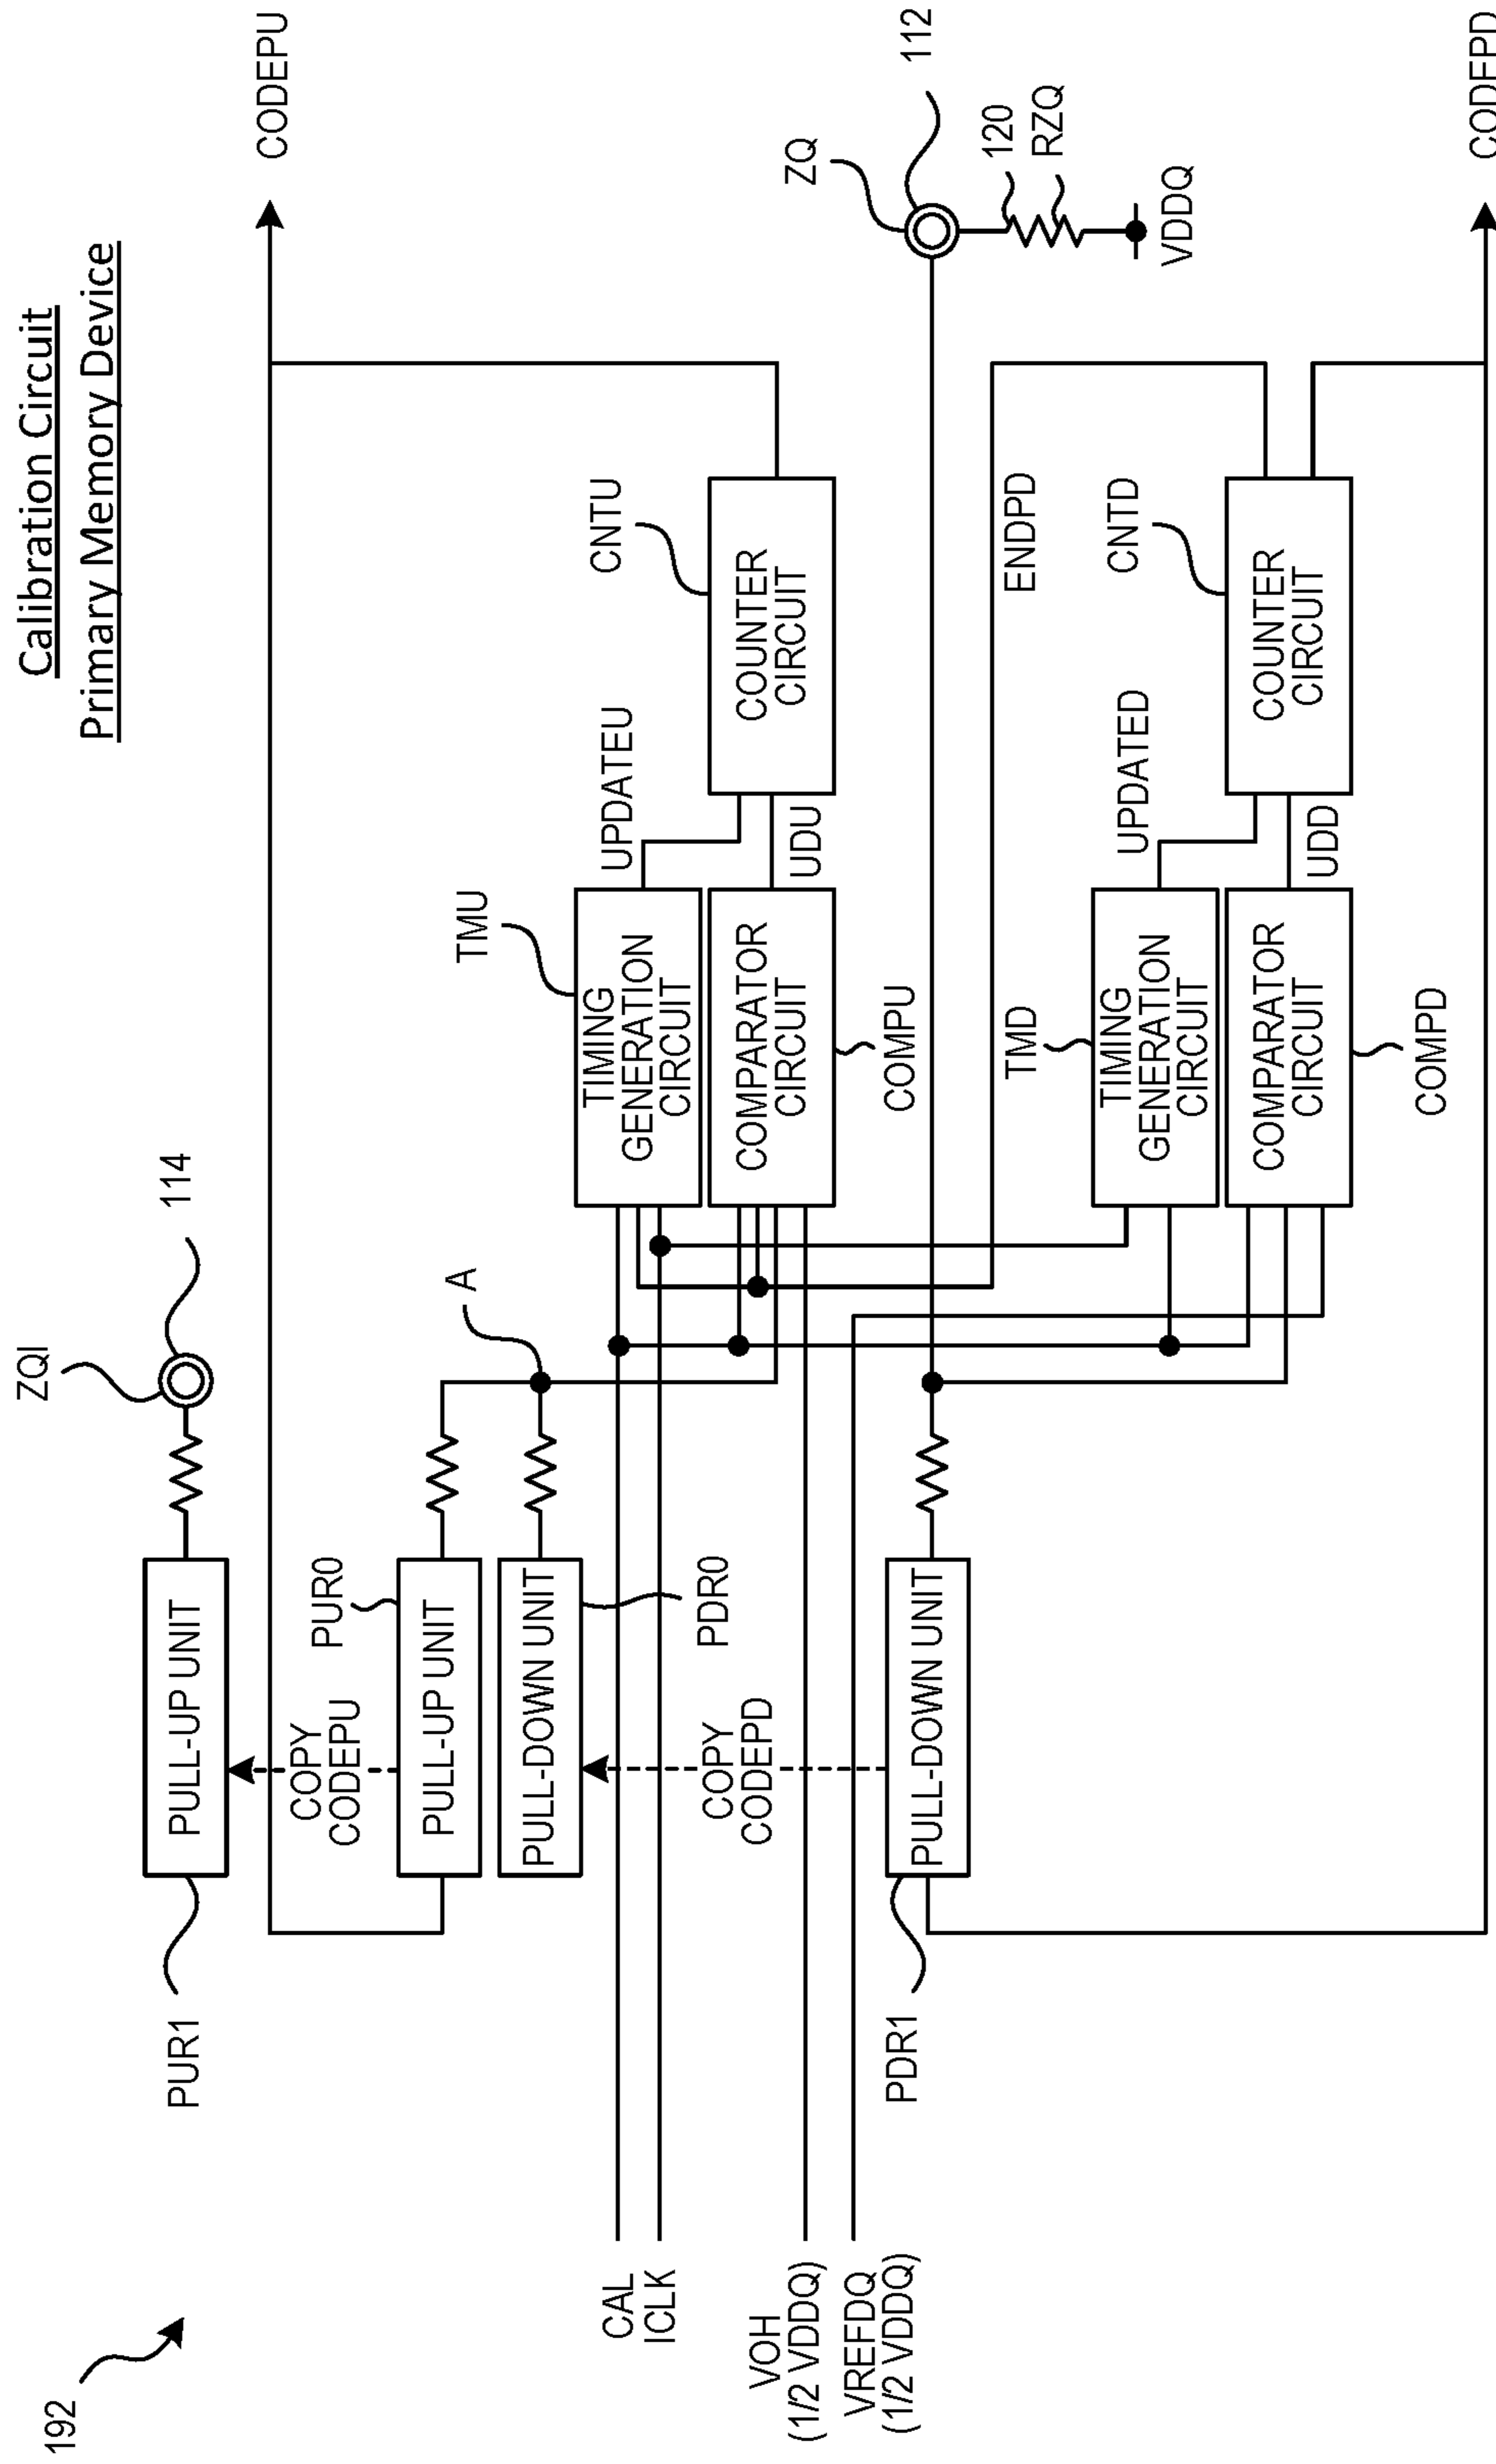 Calibration Circuit
Primary Memory Device
192
ZQI
114
PUR1
PULL-UP UNIT
CODEPU
COPY
CODEPU
PUR0
PULL-UP UNIT
A
PULL-DOWN UNIT
PDR0
TMU
TIMING
GENERATION
CIRCUIT
UPDATEU
CNTU
CAL
ICLK
COMPARATOR
CIRCUIT
UDU
COUNTER
CIRCUIT
COPY
CODEPD
COMPU
VOH
(1/2 VDDQ)
VREFDQ
(1/2 VDDQ)
ZQ
112
PDR1
PULL-DOWN UNIT
120
RZQ
VDDQ
ENDPD
TMD
TIMING
GENERATION
CIRCUIT
UPDATED
CNTD
COMPARATOR
CIRCUIT
UDD
COUNTER
CIRCUIT
COMPD
CODEPD